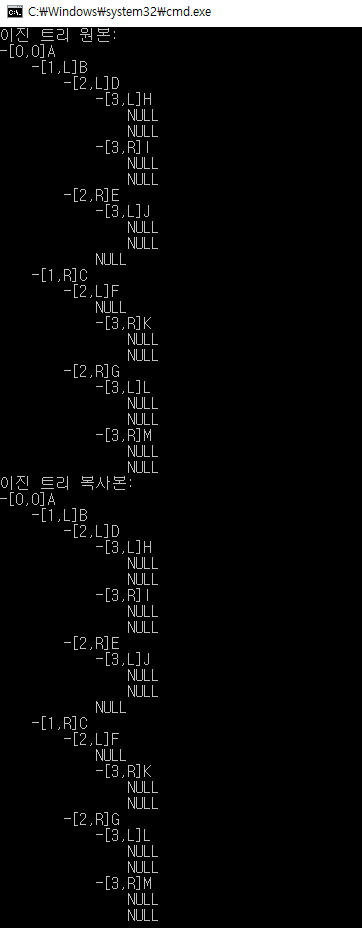 C:₩Windows₩system32₩cmd.exe
이진 트리 원본:
-[0,0]A
    -[1,L]B
        -[2,L]D
            -[3,L]H
                NULL
                NULL
            -[3,R]I
                NULL
                NULL
        -[2,R]E
            -[3,L]J
                NULL
                NULL
            NULL
    -[1,R]C
        -[2,L]F
            NULL
            -[3,R]K
                NULL
                NULL
        -[2,R]G
            -[3,L]L
                NULL
                NULL
            -[3,R]M
                NULL
                NULL
이진 트리 복사본:
-[0,0]A
    -[1,L]B
        -[2,L]D
            -[3,L]H
                NULL
                NULL
            -[3,R]I
                NULL
                NULL
        -[2,R]E
            -[3,L]J
                NULL
                NULL
            NULL
    -[1,R]C
        -[2,L]F
            NULL
            -[3,R]K
                NULL
                NULL
        -[2,R]G
            -[3,L]L
                NULL
                NULL
            -[3,R]M
                NULL
                NULL